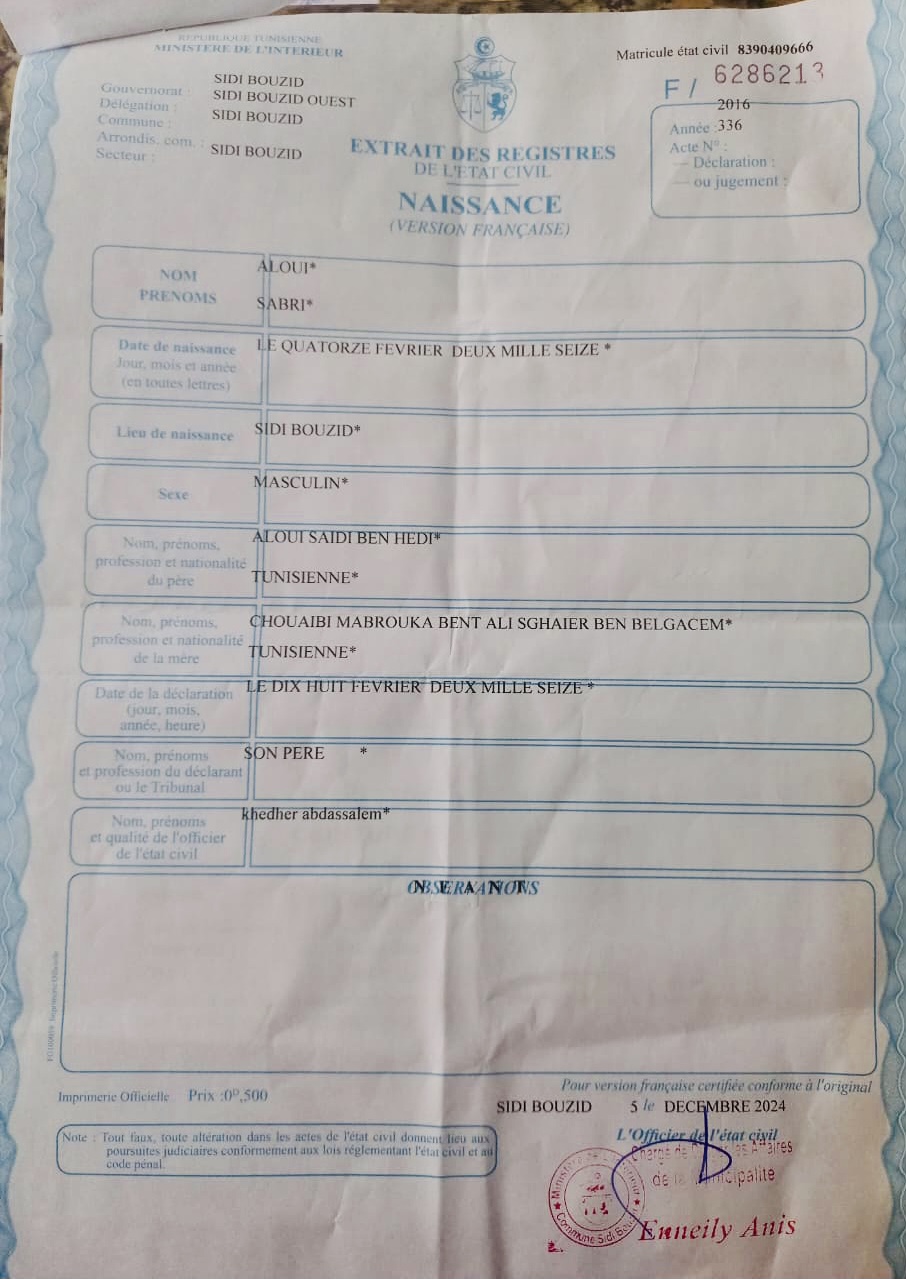 REPUBLIQUE TUNISIENNE
MINISTERE DE L'INTERIEUR
Matricule état civil 8390409666
F / 6286213
Gouvernorat : SIDI BOUZID
Délégation : SIDI BOUZID OUEST
Commune : SIDI BOUZID
Arrondis. com. :
Secteur : SIDI BOUZID
2016
Année :336
Acte N° :
— Déclaration :
— ou jugement :
EXTRAIT DES REGISTRES
DE L'ETAT CIVIL
NAISSANCE
(VERSION FRANÇAISE)
NOM
PRENOMS
ALOUI*
SABRI*
Date de naissance
Jour, mois et année
(en toutes lettres)
LE QUATORZE FEVRIER DEUX MILLE SEIZE *
Lieu de naissance
SIDI BOUZID*
Sexe
MASCULIN*
Nom, prénoms,
profession et nationalité
du père
ALOUI SAIDI BEN HEDI*
TUNISIENNE*
Nom, prénoms,
profession et nationalité
de la mère
CHOUAIBI MABROUKA BENT ALI SGHAIER BEN BELGACEM*
TUNISIENNE*
Date de la déclaration
(jour, mois,
année, heure)
LE DIX HUIT FEVRIER DEUX MILLE SEIZE *
Nom, prénoms
et profession du déclarant
ou le Tribunal
SON PERE *
Nom, prénoms
et qualité de l'officier
de l'état civil
khedher abdassalem*
OBSERVATIONS
N E A N T
Imprimerie Officielle Prix :0ᴰ,500
Pour version française certifiée conforme à l'original
SIDI BOUZID 5 le DECEMBRE 2024
L'Officier de l'état civil
Note : Tout faux, toute altération dans les actes de l'état civil donnent lieu aux
poursuites judiciaires conformement aux lois réglementant l'état civil et au
code pénal.
Chargé de Affaires
de la Municipalite
Commune Sidi
Enneily Anis